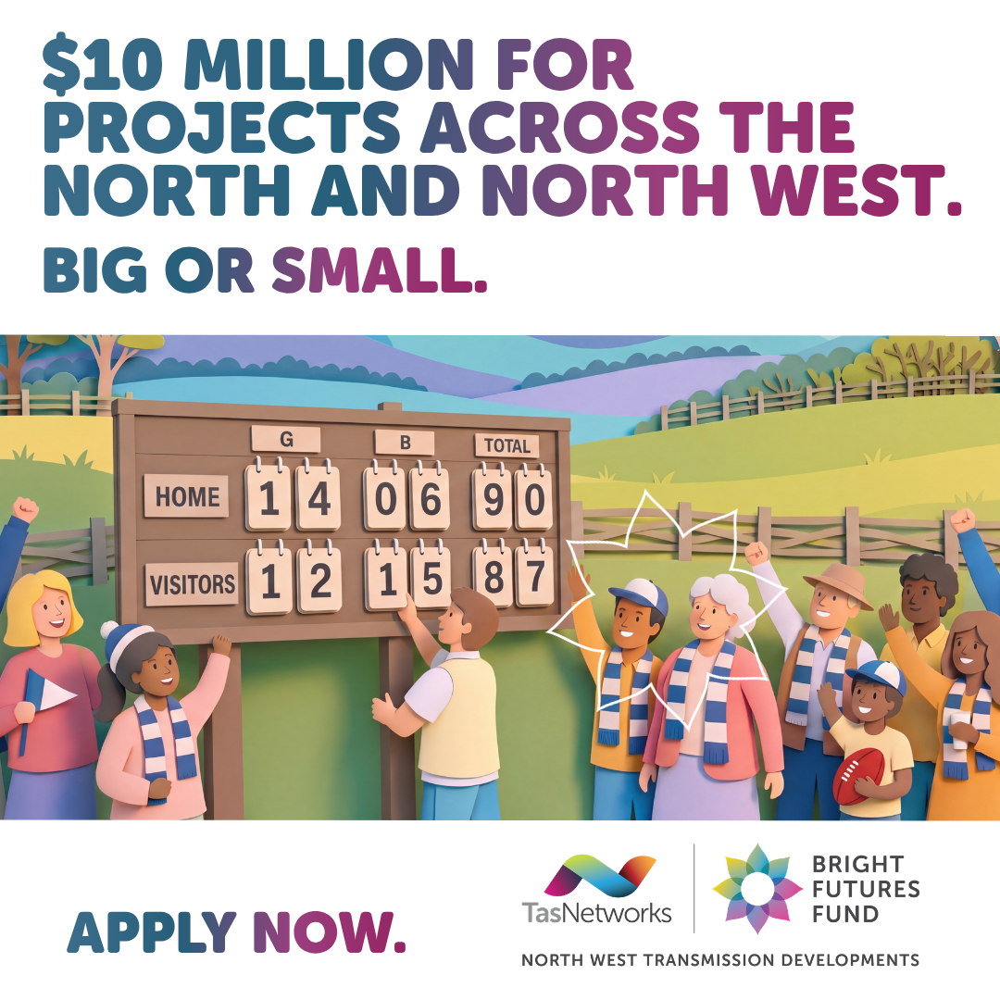 $10 MILLION FOR
PROJECTS ACROSS THE
NORTH AND NORTH WEST.
BIG OR SMALL.
G B TOTAL
HOME 14 06 90
VISITORS 12 15 87
APPLY NOW.
TasNetworks
BRIGHT
FUTURES
FUND
NORTH WEST TRANSMISSION DEVELOPMENTS